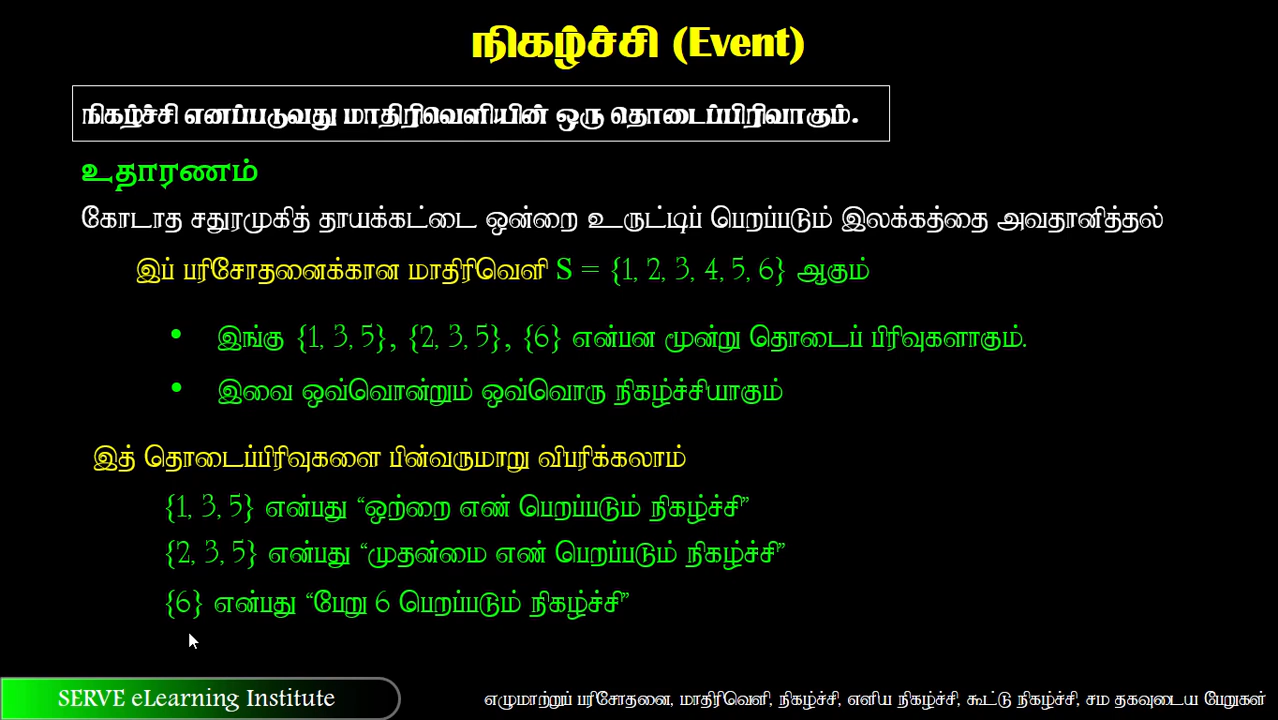 நிகழ்ச்சி (Event)
நிகழ்ச்சி எனப்படுவது மாதிரிவெளியின் ஒரு தொடைப்பிரிவாகும்.
உதாரணம்
கோடாத சதுரமுகித் தாயக்கட்டை ஒன்றை உருட்டிப் பெறப்படும் இலக்கத்தை அவதானித்தல்
இப் பரிசோதனைக்கான மாதிரிவெளி S = {1, 2, 3, 4, 5, 6} ஆகும்
• இங்கு {1, 3, 5}, {2, 3, 5}, {6} என்பன மூன்று தொடைப் பிரிவுகளாகும்.
• இவை ஒவ்வொன்றும் ஒவ்வொரு நிகழ்ச்சியாகும்
இத் தொடைப்பிரிவுகளை பின்வருமாறு விபரிக்கலாம்
{1, 3, 5} என்பது “ஒற்றை எண் பெறப்படும் நிகழ்ச்சி”
{2, 3, 5} என்பது “முதன்மை எண் பெறப்படும் நிகழ்ச்சி”
{6} என்பது “பேறு 6 பெறப்படும் நிகழ்ச்சி”
SERVE eLearning Institute
எழுமாற்றுப் பரிசோதனை, மாதிரிவெளி, நிகழ்ச்சி, எளிய நிகழ்ச்சி, கூட்டு நிகழ்ச்சி, சம தகவுடைய பேறுகள்